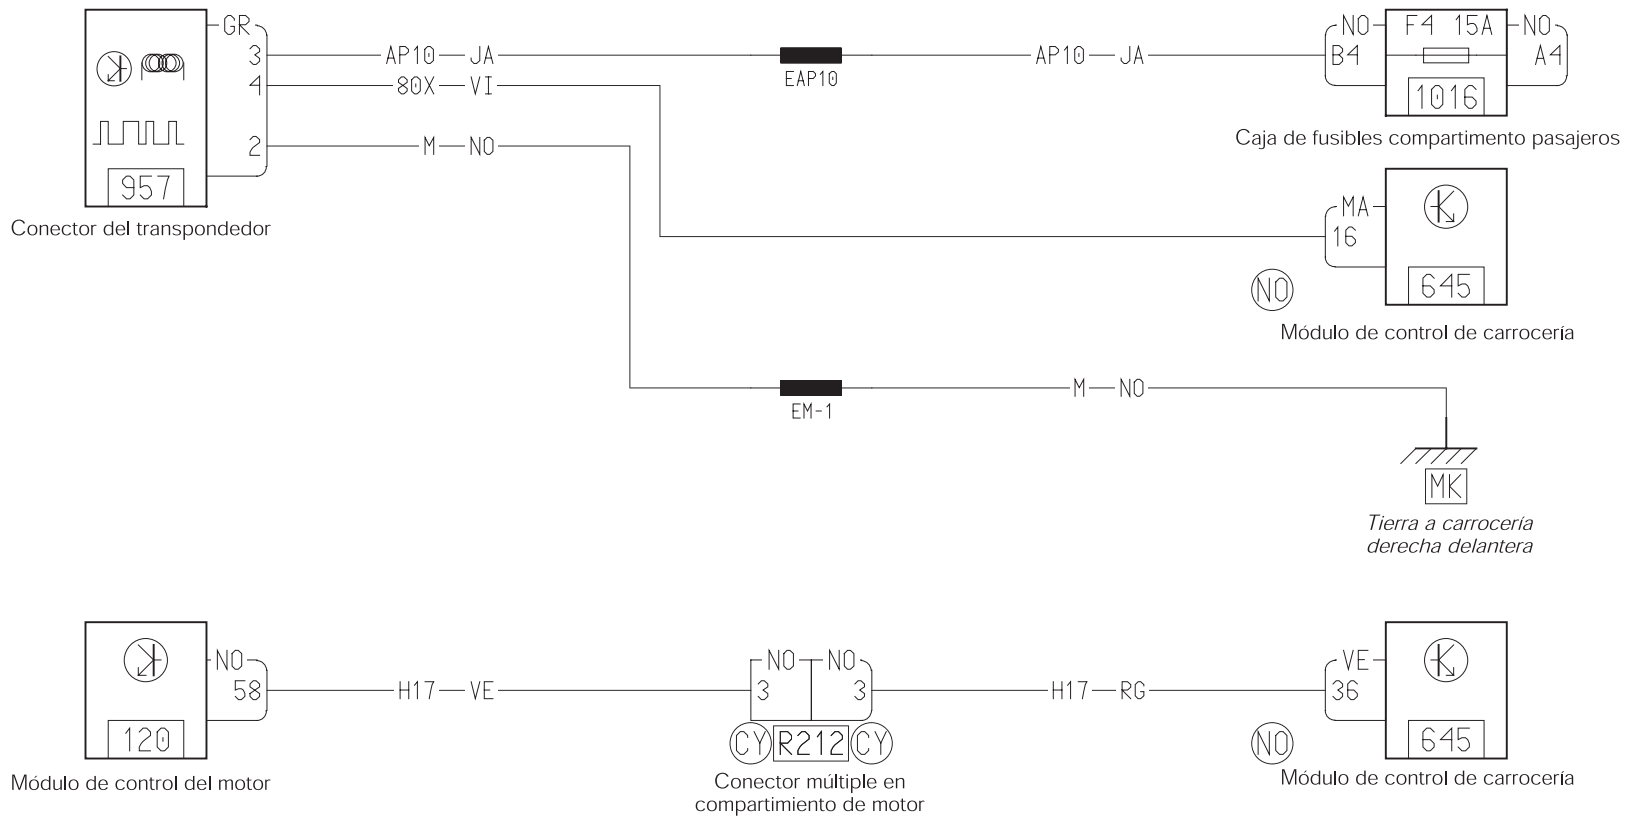 GR
3 AP10 JA EAP10 AP10 JA
NO F4 15A NO
B4 A4
1016
Caja de fusibles compartimento pasajeros
4 80X VI
2 M NO
957
Conector del transpondedor
MA
16
NO
645
Módulo de control de carrocería
EM-1
M NO
MK
Tierra a carrocería
derecha delantera
NO
58 H17 VE
120
Módulo de control del motor
NO NO
3 3
CY R212 CY
Conector múltiple en
compartimiento de motor
H17 RG
VE
36
NO
645
Módulo de control de carrocería